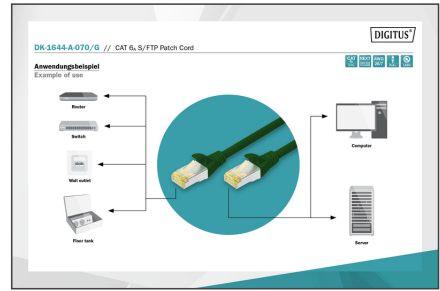 DIGITUS®
DK-1644-A-070/G // CAT 6A S/FTP Patch Cord
Anwendungsbeispiel
Example of use
Router
Switch
Wall outlet
Floor tank
Computer
Server